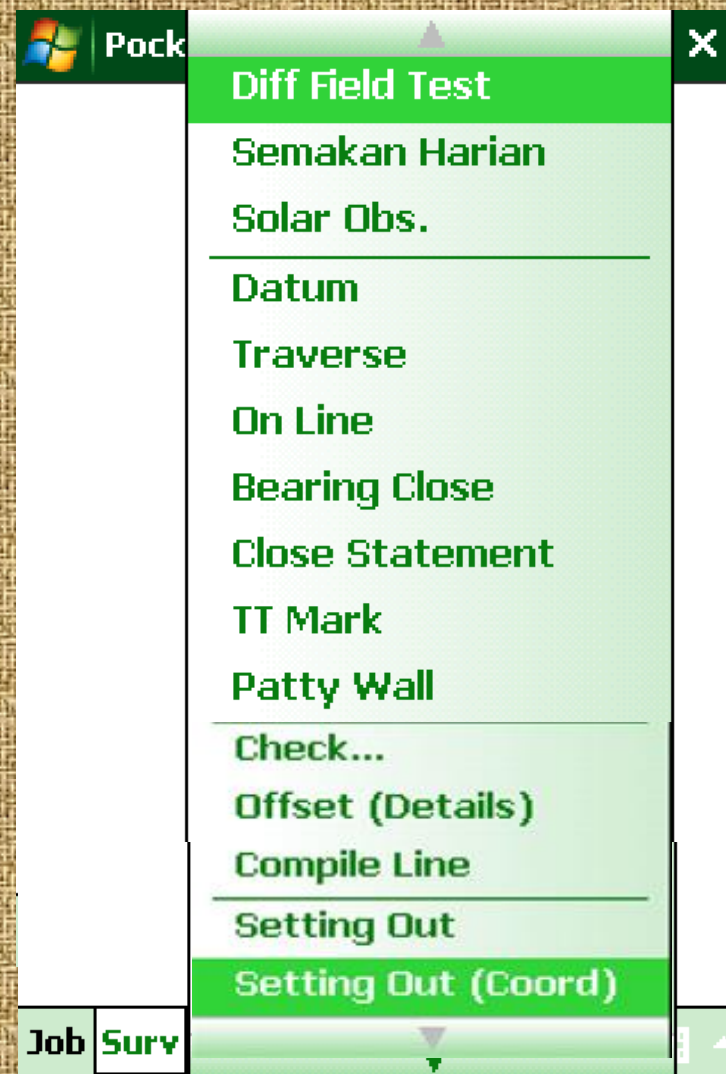 Pock
Diff Field Test
Semakan Harian
Solar Obs.
Datum
Traverse
On Line
Bearing Close
Close Statement
TT Mark
Patty Wall
Check...
Offset (Details)
Compile Line
Setting Out
Setting Out (Coord)
Job Surv